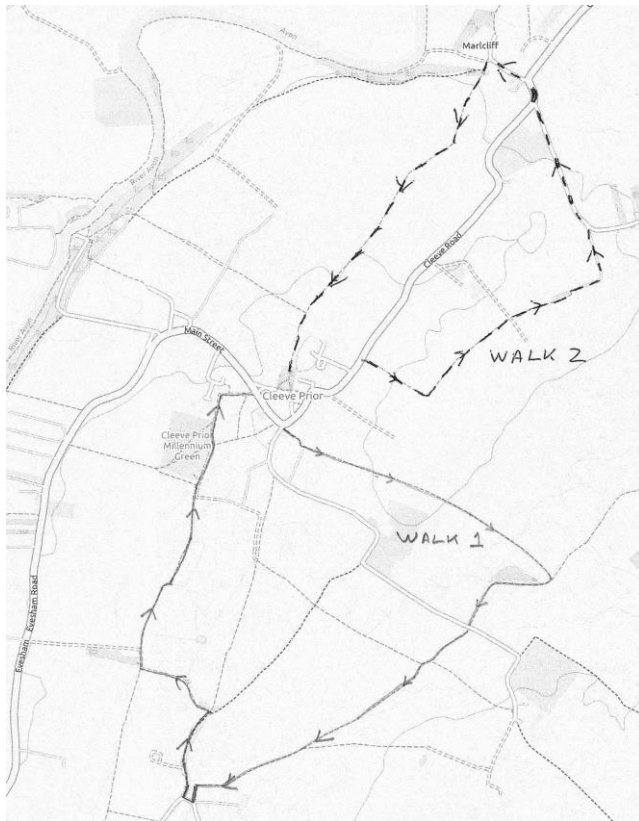 Marlcliff
Avon
River Avon
Cleeve Road
River Avon
Main Street
WALK 2
Cleeve Prior
Cleeve Prior
Millennium
Green
WALK 1
Evesham Road
Evesham